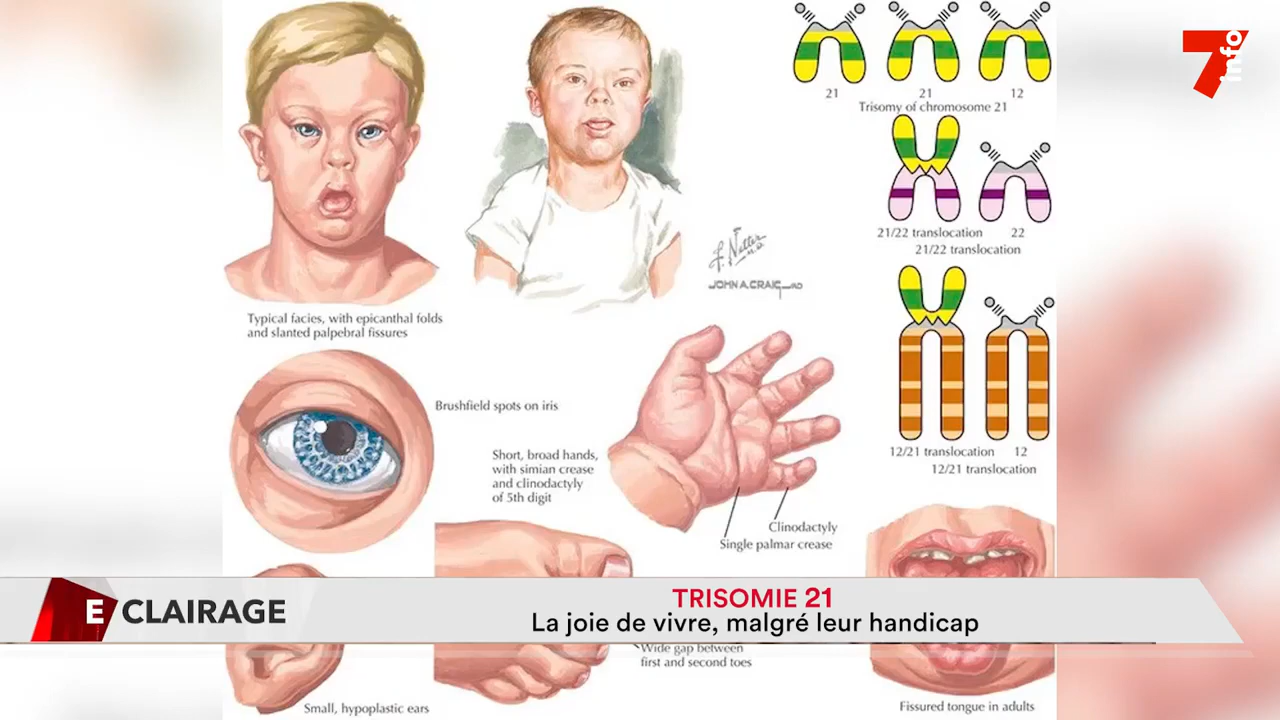 7
info
21
21
12
Trisomy of chromosome 21
21/22 translocation
22
21/22 translocation
J. Netter
M.D.
JOHN A. CRAIG_AD
Typical facies, with epicanthal folds
and slanted palpebral fissures
Brushfield spots on iris
Short, broad hands,
with simian crease
and clinodactyly
of 5th digit
12/21 translocation
12
12/21 translocation
Clinodactyly
Single palmar crease
E CLAIRAGE
TRISOMIE 21
La joie de vivre, malgré leur handicap
Wide gap between
first and second toes
Small, hypoplastic ears
Fissured tongue in adults